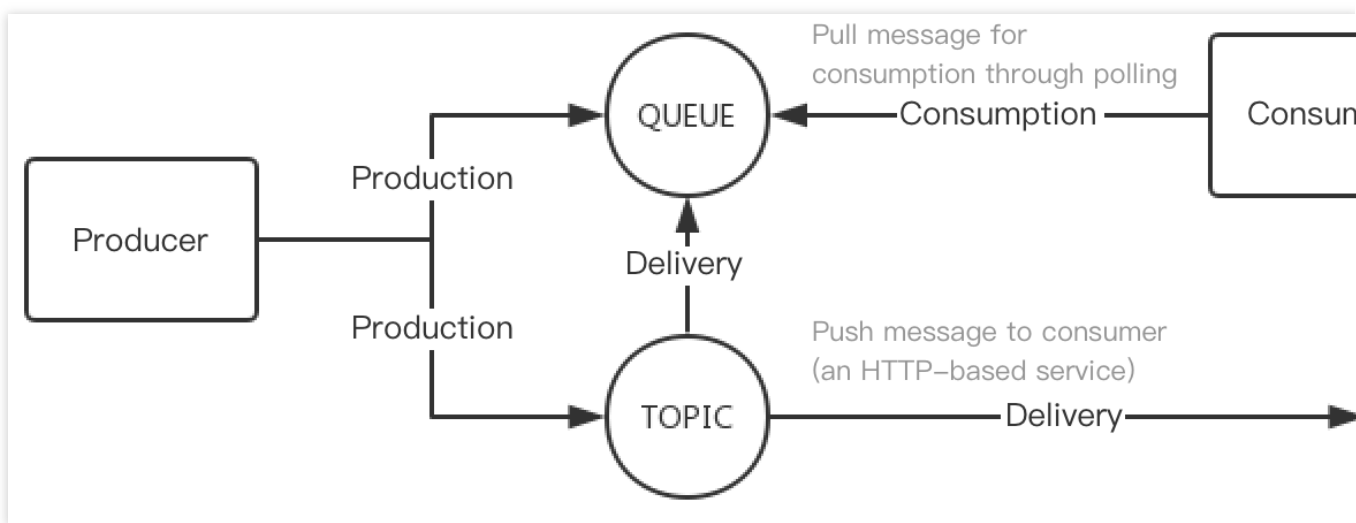 Pull message for
consumption through polling
QUEUE
Consumption
Consum
Production
Producer
Delivery
Production
Push message to consumer
(an HTTP-based service)
TOPIC
Delivery